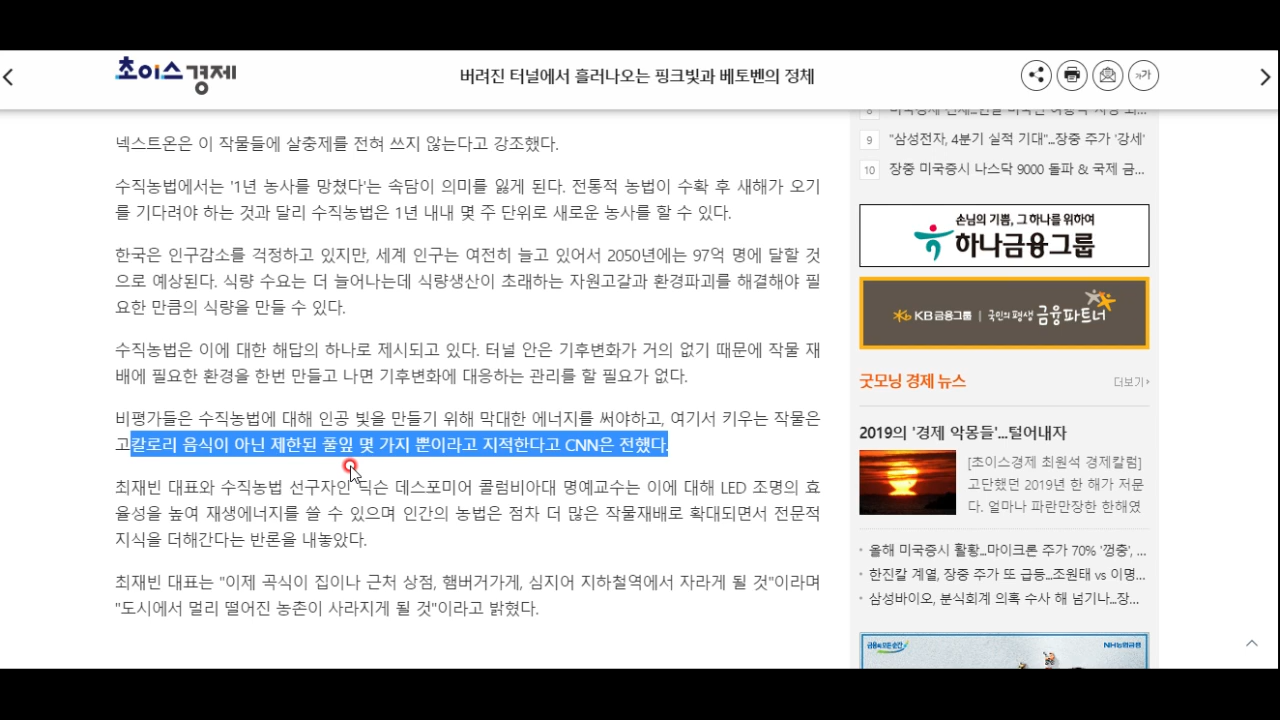 초이스경제
버려진 터널에서 흘러나오는 핑크빛과 베토벤의 정체
가가
넥스트온은 이 작물들에 살충제를 전혀 쓰지 않는다고 강조했다.
수직농법에서는 '1년 농사를 망쳤다'는 속담이 의미를 잃게 된다. 전통적 농법이 수확 후 새해가 오기
를 기다려야 하는 것과 달리 수직농법은 1년 내내 몇 주 단위로 새로운 농사를 할 수 있다.
한국은 인구감소를 걱정하고 있지만, 세계 인구는 여전히 늘고 있어서 2050년에는 97억 명에 달할 것
으로 예상된다. 식량 수요는 더 늘어나는데 식량생산이 초래하는 자원고갈과 환경파괴를 해결해야 필
요한 만큼의 식량을 만들 수 있다.
수직농법은 이에 대한 해답의 하나로 제시되고 있다. 터널 안은 기후변화가 거의 없기 때문에 작물 재
배에 필요한 환경을 한번 만들고 나면 기후변화에 대응하는 관리를 할 필요가 없다.
비평가들은 수직농법에 대해 인공 빛을 만들기 위해 막대한 에너지를 써야하고, 여기서 키우는 작물은
고칼로리 음식이 아닌 제한된 풀잎 몇 가지 뿐이라고 지적한다고 CNN은 전했다.
최재빈 대표와 수직농법 선구자인 딕슨 데스포미어 콜럼비아대 명예교수는 이에 대해 LED 조명의 효
율성을 높여 재생에너지를 쓸 수 있으며 인간의 농법은 점차 더 많은 작물재배로 확대되면서 전문적
지식을 더해간다는 반론을 내놓았다.
최재빈 대표는 "이제 곡식이 집이나 근처 상점, 햄버거가게, 심지어 지하철역에서 자라게 될 것"이라며
"도시에서 멀리 떨어진 농촌이 사라지게 될 것"이라고 밝혔다.
9 "삼성전자, 4분기 실적 기대"...장중 주가 '강세'
10 장중 미국증시 나스닥 9000 돌파 & 국제 금...
손님의 기쁨, 그 하나를 위하여
하나금융그룹
KB금융그룹 | 국민의 평생 금융파트너
굿모닝 경제 뉴스
더보기
2019의 '경제 악몽들'...털어내자
[초이스경제 최원석 경제칼럼]
고단했던 2019년 한 해가 저문
다. 얼마나 파란만장한 한해였
올해 미국증시 활황...마이크론 주가 70% '껑충', ...
한진칼 계열, 장중 주가 또 급등...조원태 vs 이명...
삼성바이오, 분식회계 의혹 수사 해 넘기나...장...
NH농협금융